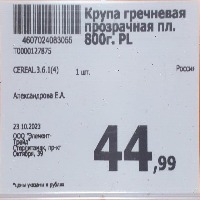 Крупа гречневая
прозрачная пл.
800г. PL
4607024083066
T0000127875
CEREAL.3.6.1(4)
1 шт.
Россия
Александрова Е.А.
23.10.2023
ООО "Элемент-
Трейд"
Стерлитамак, пр-кт
Октября, 39
44,99
*цены указаны в рублях